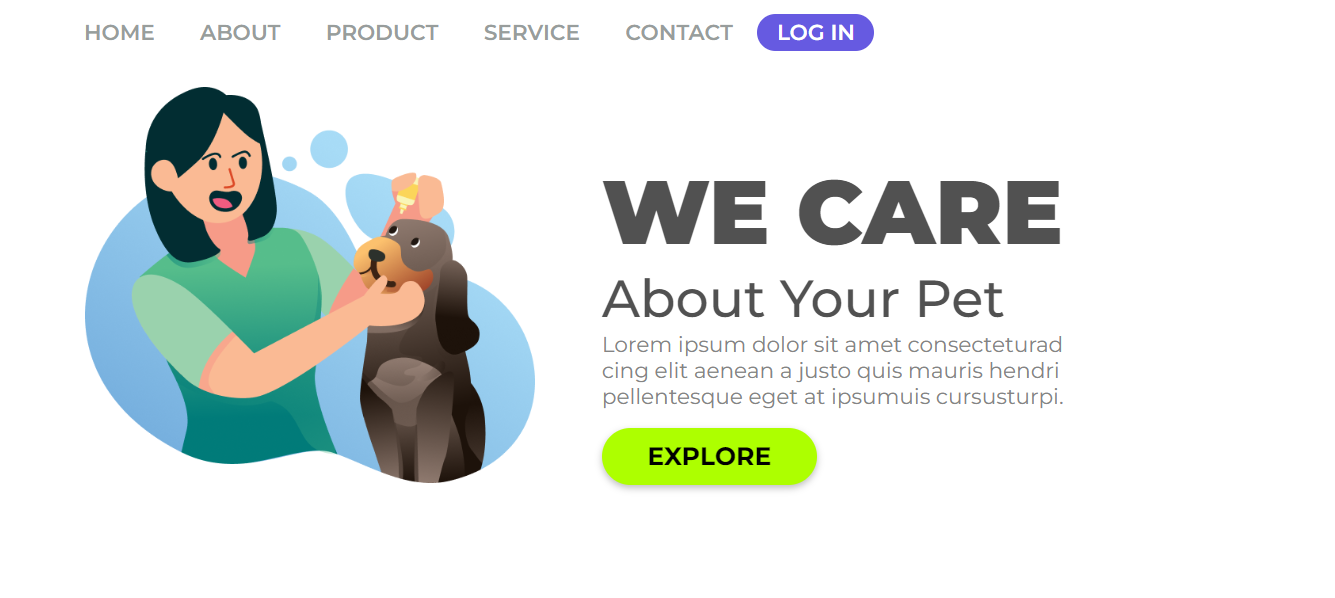 HOME ABOUT PRODUCT SERVICE CONTACT LOG IN
WE CARE
About Your Pet
Lorem ipsum dolor sit amet consecteturad
cing elit aenean a justo quis mauris hendri
pellentesque eget at ipsumuis cursusturpi.
EXPLORE